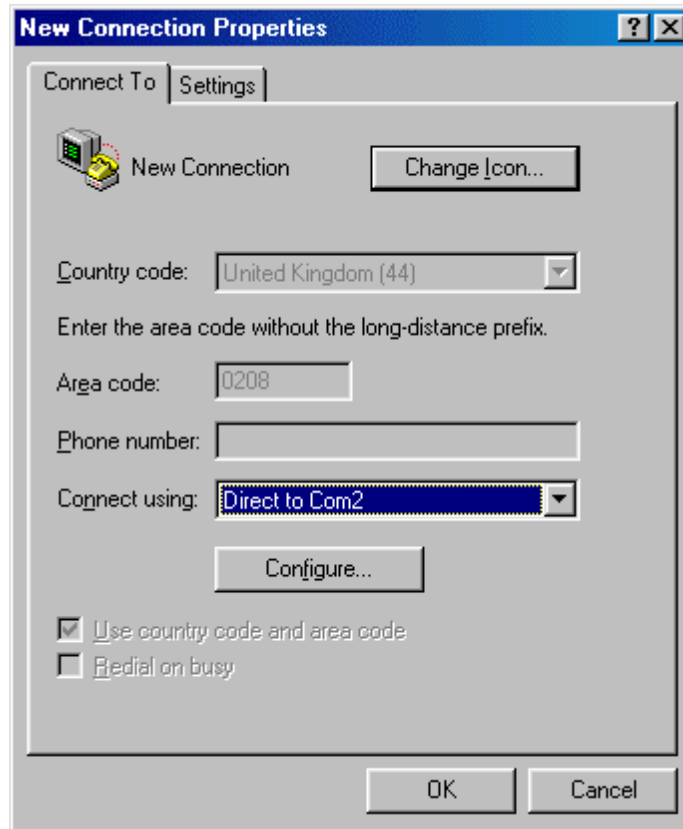 New Connection Properties
Connect To Settings
New Connection Change Icon...
Country code: United Kingdom (44)
Enter the area code without the long-distance prefix.
Area code: 0208
Phone number:
Connect using: Direct to Com2
Configure...
Use country code and area code
Redial on busy
OK Cancel